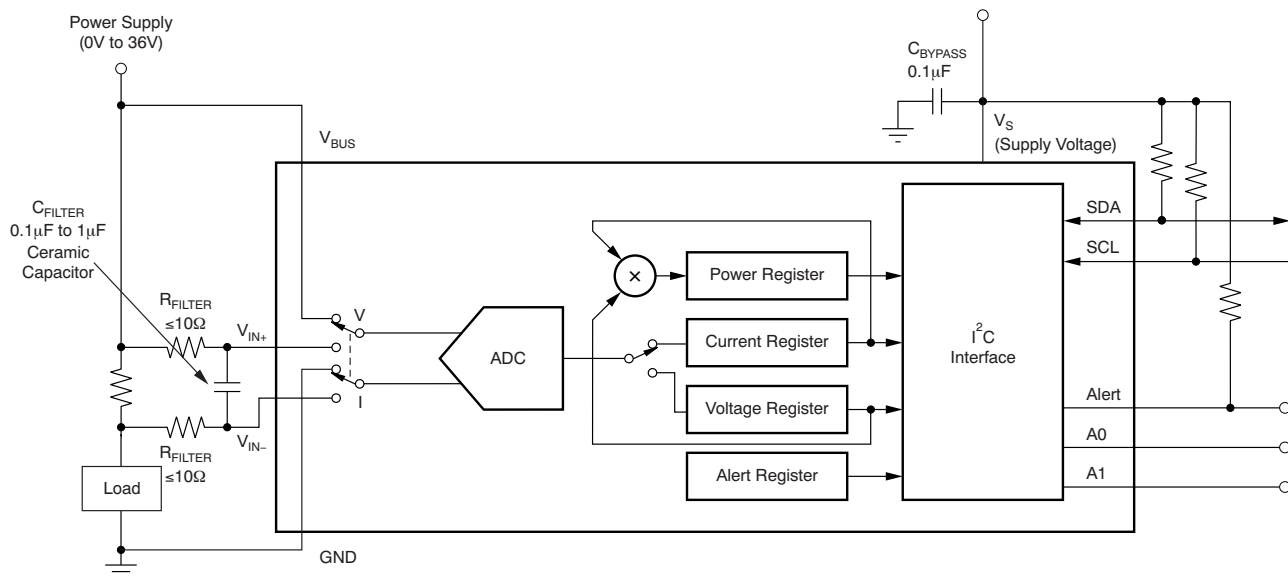 Power Supply
(0V to 36V)
C_BYPASS
0.1μF
V_S
(Supply Voltage)
V_BUS
C_FILTER
0.1μF to 1μF
Ceramic
Capacitor
R_FILTER
≤10Ω
V_IN+
V
I
V_IN–
R_FILTER
≤10Ω
Load
GND
ADC
×
Power Register
Current Register
Voltage Register
Alert Register
I²C
Interface
SDA
SCL
Alert
A0
A1